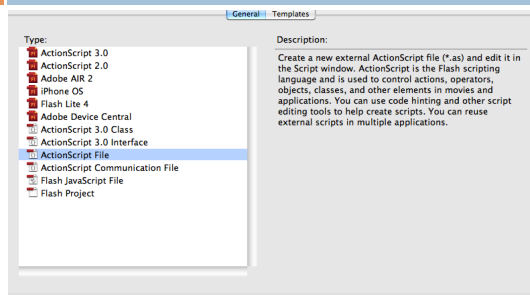 General Templates
Type:
ActionScript 3.0
ActionScript 2.0
Adobe AIR 2
iPhone OS
Flash Lite 4
Adobe Device Central
ActionScript 3.0 Class
ActionScript 3.0 Interface
ActionScript File
ActionScript Communication File
Flash JavaScript File
Flash Project
Description:
Create a new external ActionScript file (*.as) and edit it in
the Script window. ActionScript is the Flash scripting
language and is used to control actions, operators,
objects, classes, and other elements in movies and
applications. You can use code hinting and other script
editing tools to help create scripts. You can reuse
external scripts in multiple applications.